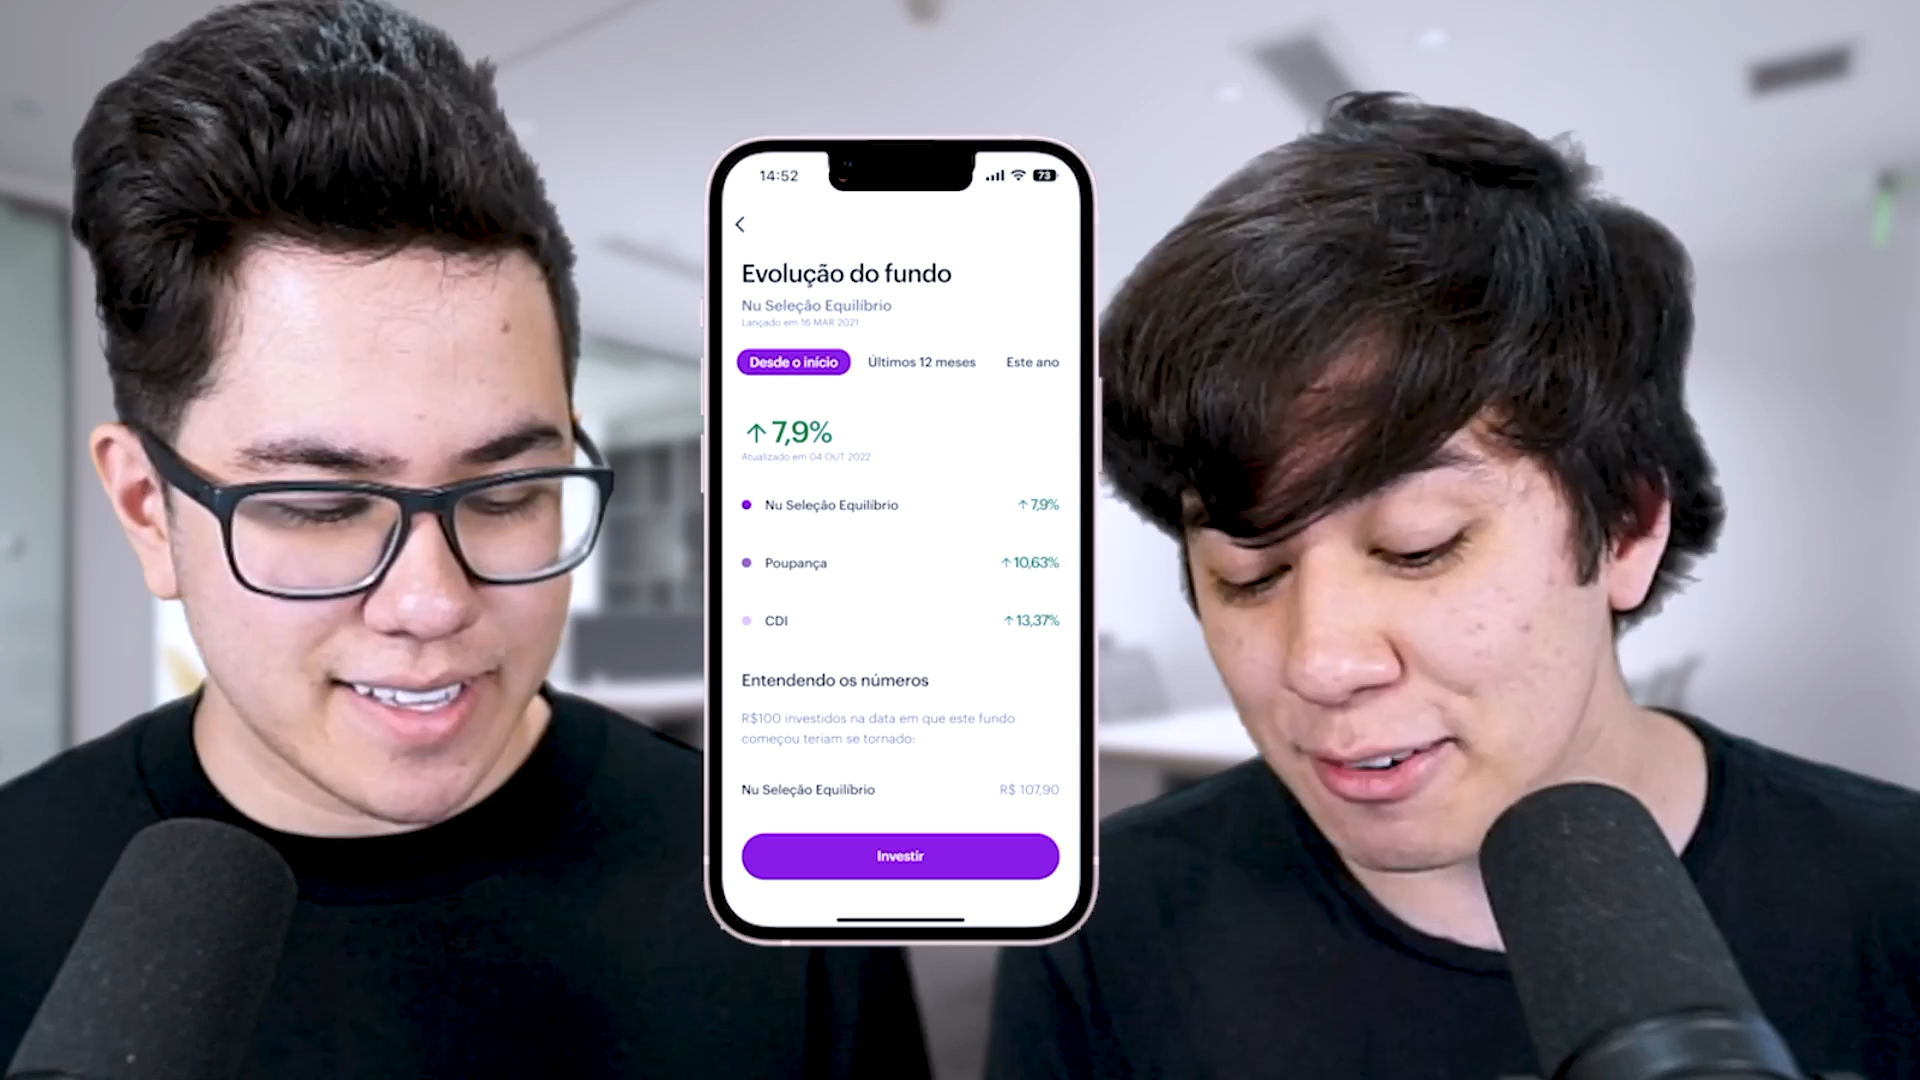 14:52
73
Evolução do fundo
Nu Seleção Equilíbrio
Lançado em 16 MAR 2021
Desde o início Últimos 12 meses Este ano
↑ 7,9%
Atualizado em 04 OUT 2022
Nu Seleção Equilíbrio ↑ 7,9%
Poupança ↑ 10,63%
CDI ↑ 13,37%
Entendendo os números
R$100 investidos na data em que este fundo
começou teriam se tornado:
Nu Seleção Equilíbrio R$ 107,90
Investir